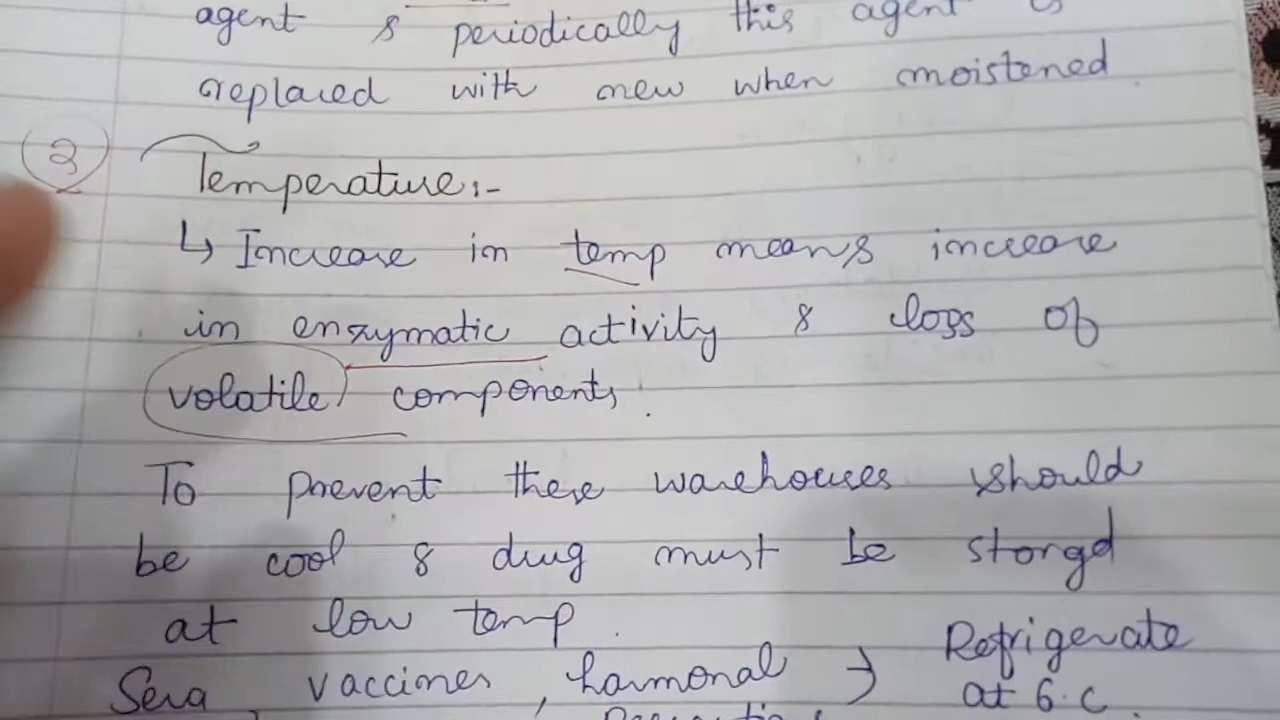 agent & periodically this agent is
replaced with new when moistened.
3
Temperature:-
↳ Increase in temp means increase
in enzymatic activity & loss of
volatile components.
To prevent these warehouses should
be cool & drug must be stored
at low temp.
Sera, vaccines, harmonal → Refrigerate
at 6.c.